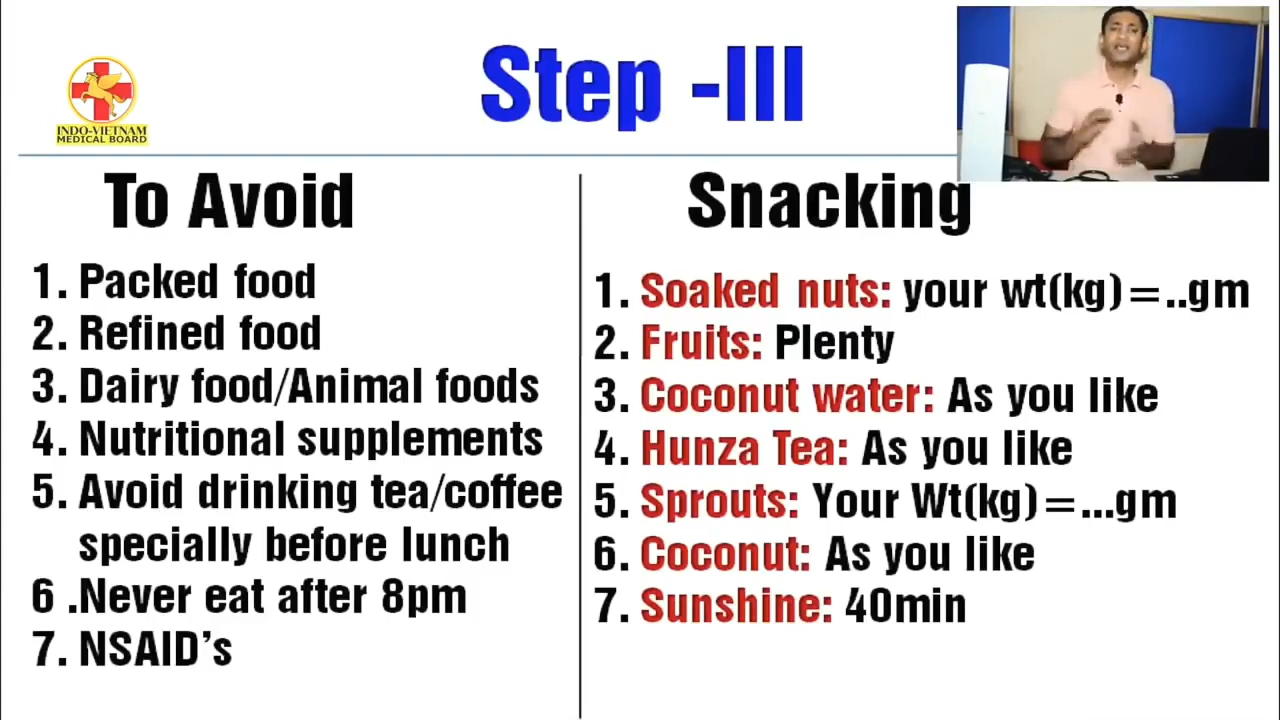 Step -III
INDO-VIETNAM
MEDICAL BOARD
To Avoid
1. Packed food
2. Refined food
3. Dairy food/Animal foods
4. Nutritional supplements
5. Avoid drinking tea/coffee
specially before lunch
6 .Never eat after 8pm
7. NSAID’s
Snacking
1. Soaked nuts: your wt(kg)=..gm
2. Fruits: Plenty
3. Coconut water: As you like
4. Hunza Tea: As you like
5. Sprouts: Your Wt(kg)=...gm
6. Coconut: As you like
7. Sunshine: 40min